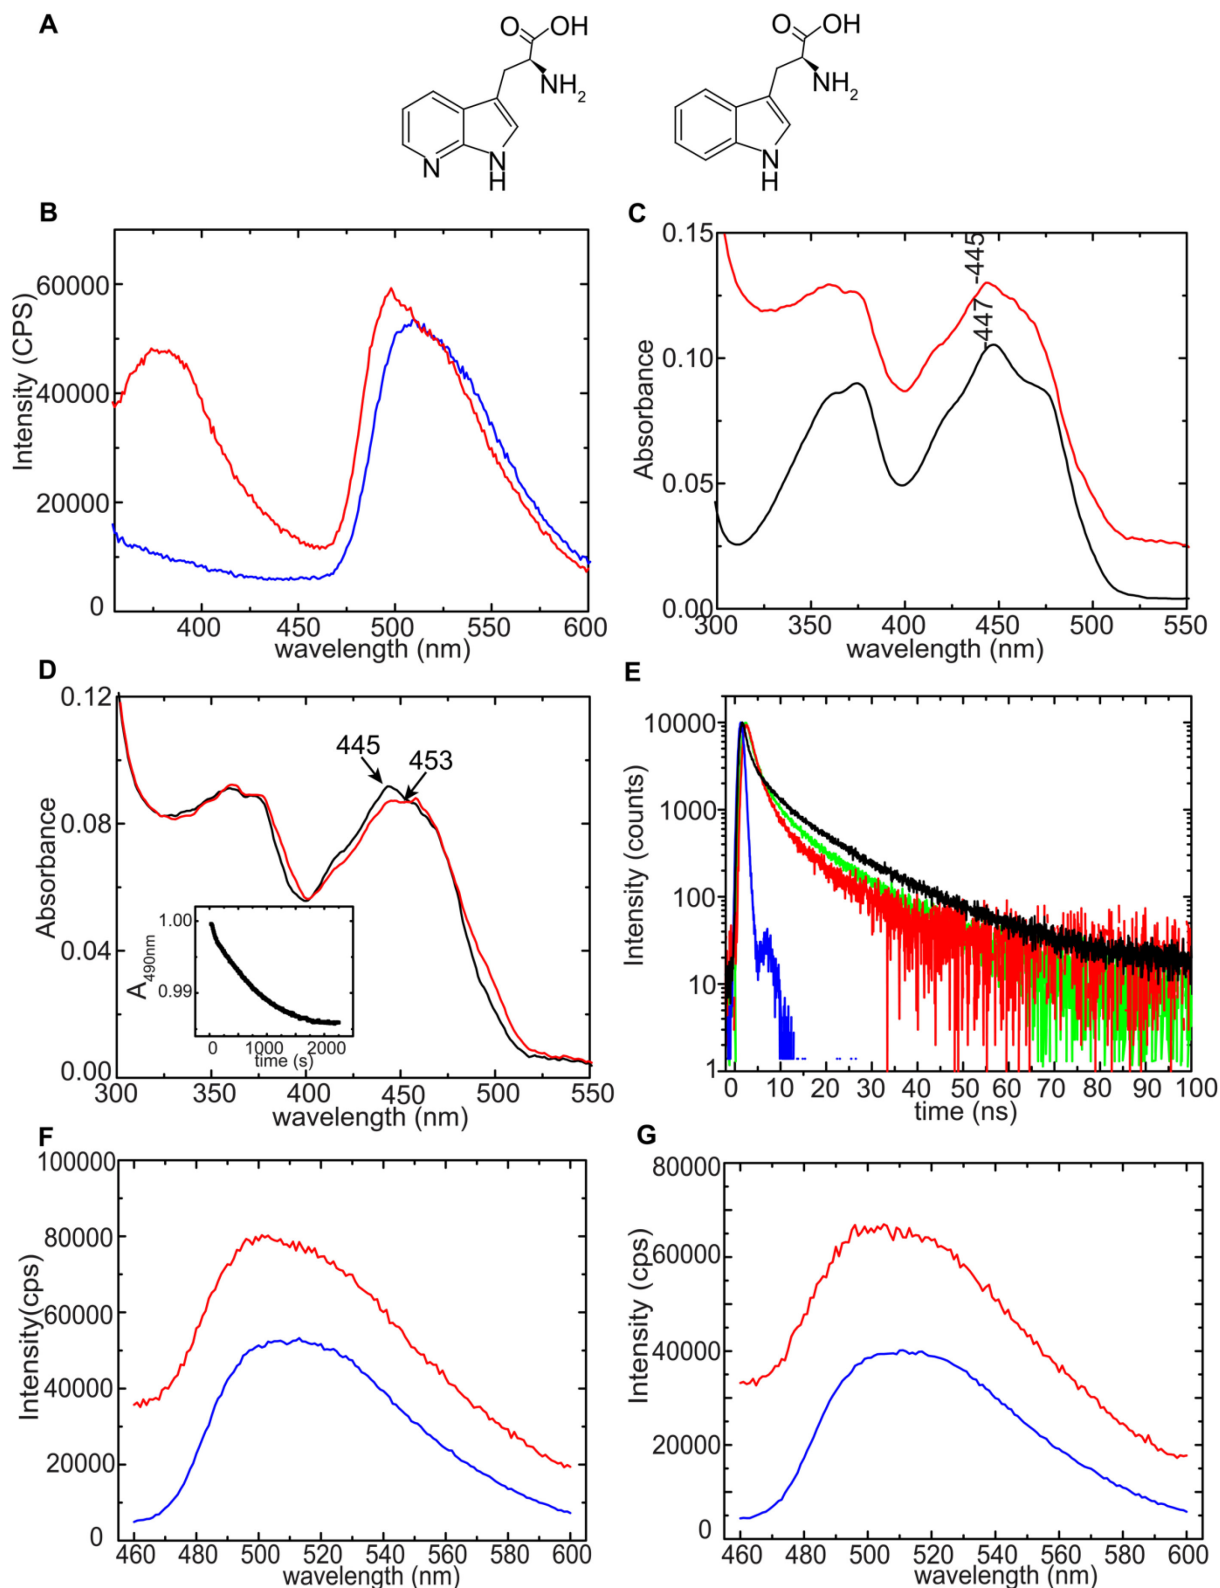 A
O OH
NH2
N
N
H
O OH
NH2
N
H
B
Intensity (CPS)
60000
40000
20000
0
400 450 500 550 600
wavelength (nm)
C
Absorbance
0.15
0.10
0.05
0.00
-447 -445
300 350 400 450 500 550
wavelength (nm)
D
Absorbance
0.12
0.08
0.04
0.00
445
453
A490nm
1.00
0.99
0 1000 2000
time (s)
300 350 400 450 500 550
wavelength (nm)
E
Intensity (counts)
10000
1000
100
10
1
0 10 20 30 40 50 60 70 80 90 100
time (ns)
F
Intensity(cps)
100000
80000
60000
40000
20000
0
460 480 500 520 540 560 580 600
wavelength (nm)
G
Intensity (cps)
80000
60000
40000
20000
0
460 480 500 520 540 560 580 600
wavelength (nm)